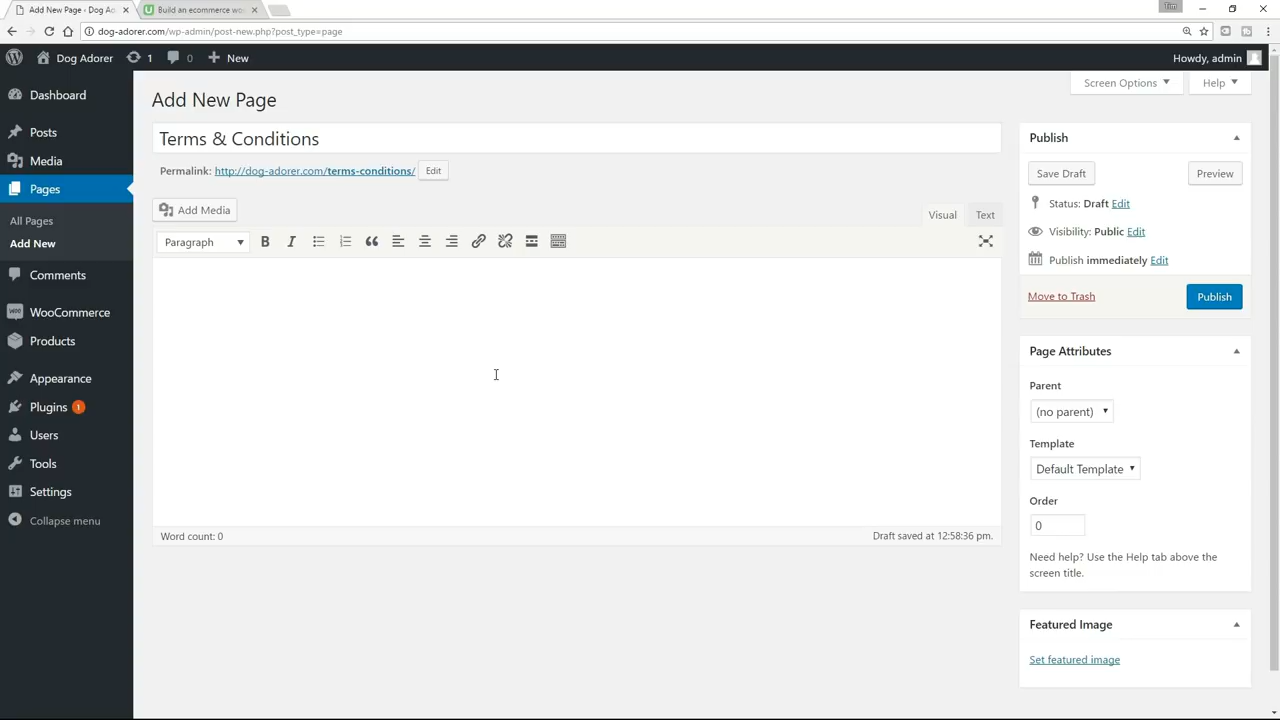 Add New Page ‹ Dog Ado
Build an ecommerce wo
Tim
dog-adorer.com/wp-admin/post-new.php?post_type=page
Dog Adorer
1
0
New
Howdy, admin
Dashboard
Posts
Media
Pages
All Pages
Add New
Comments
WooCommerce
Products
Appearance
Plugins 1
Users
Tools
Settings
Collapse menu
Screen Options
Help
Add New Page
Terms & Conditions
Permalink: http://dog-adorer.com/terms-conditions/ Edit
Add Media
Visual
Text
Paragraph
Word count: 0
Draft saved at 12:58:36 pm.
Publish
Save Draft
Preview
Status: Draft Edit
Visibility: Public Edit
Publish immediately Edit
Move to Trash
Publish
Page Attributes
Parent
(no parent)
Template
Default Template
Order
0
Need help? Use the Help tab above the
screen title.
Featured Image
Set featured image